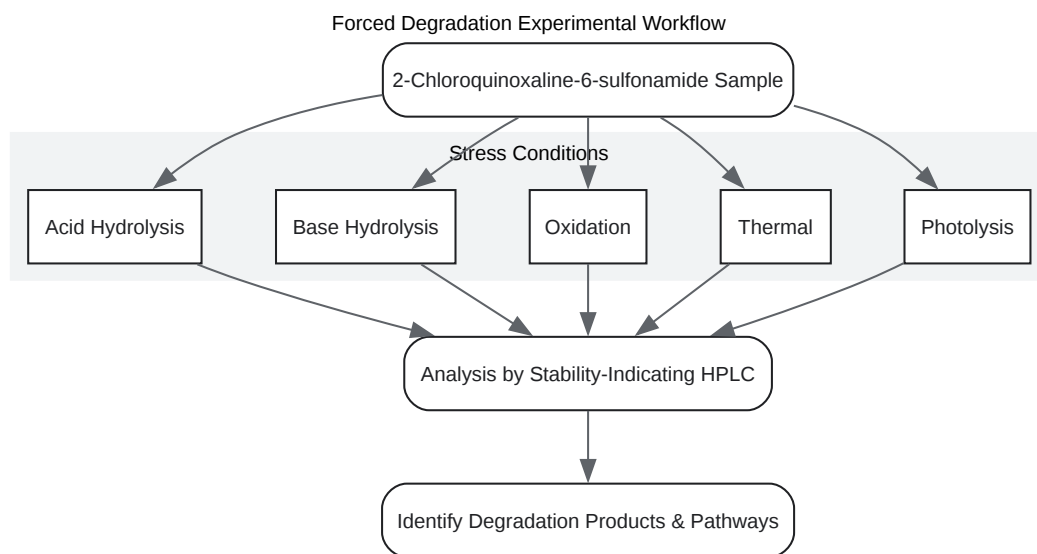 Forced Degradation Experimental Workflow
2-Chloroquinoxaline-6-sulfonamide Sample
Stress Conditions
Acid Hydrolysis
Base Hydrolysis
Oxidation
Thermal
Photolysis
Analysis by Stability-Indicating HPLC
Identify Degradation Products & Pathways